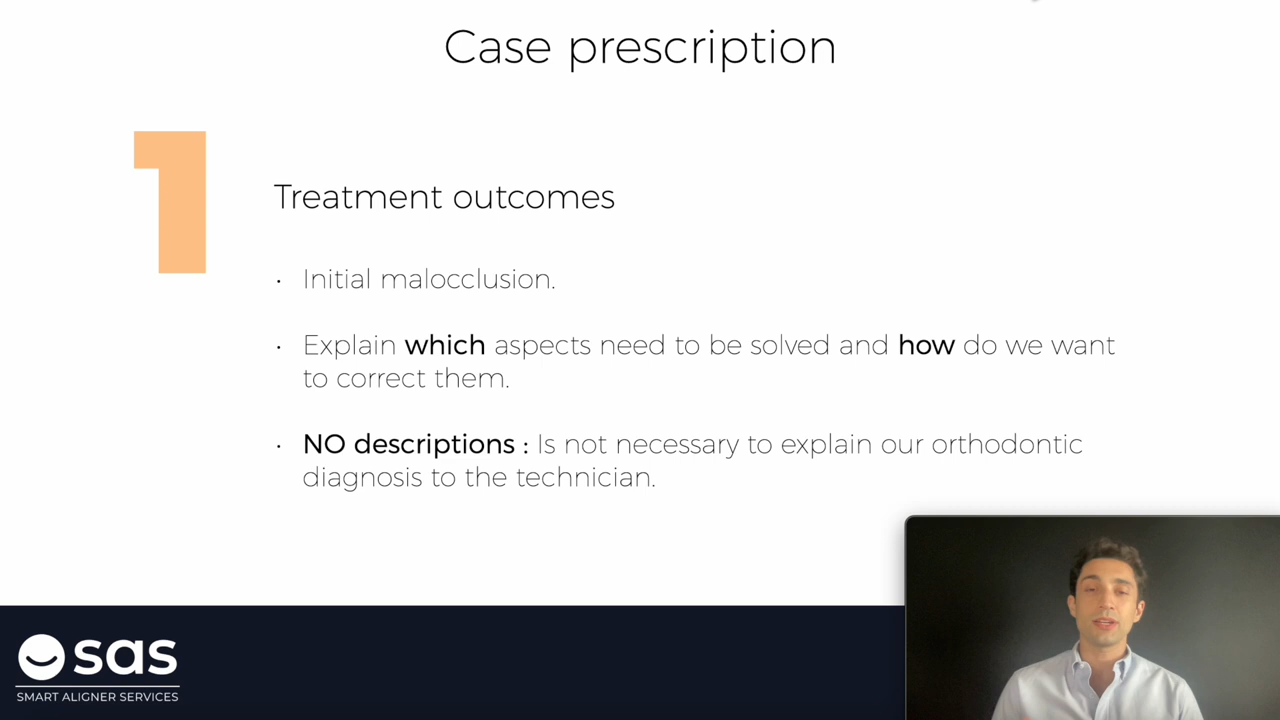 Case prescription
1
Treatment outcomes
· Initial malocclusion.
· Explain which aspects need to be solved and how do we want
to correct them.
· NO descriptions : Is not necessary to explain our orthodontic
diagnosis to the technician.
sas
SMART ALIGNER SERVICES